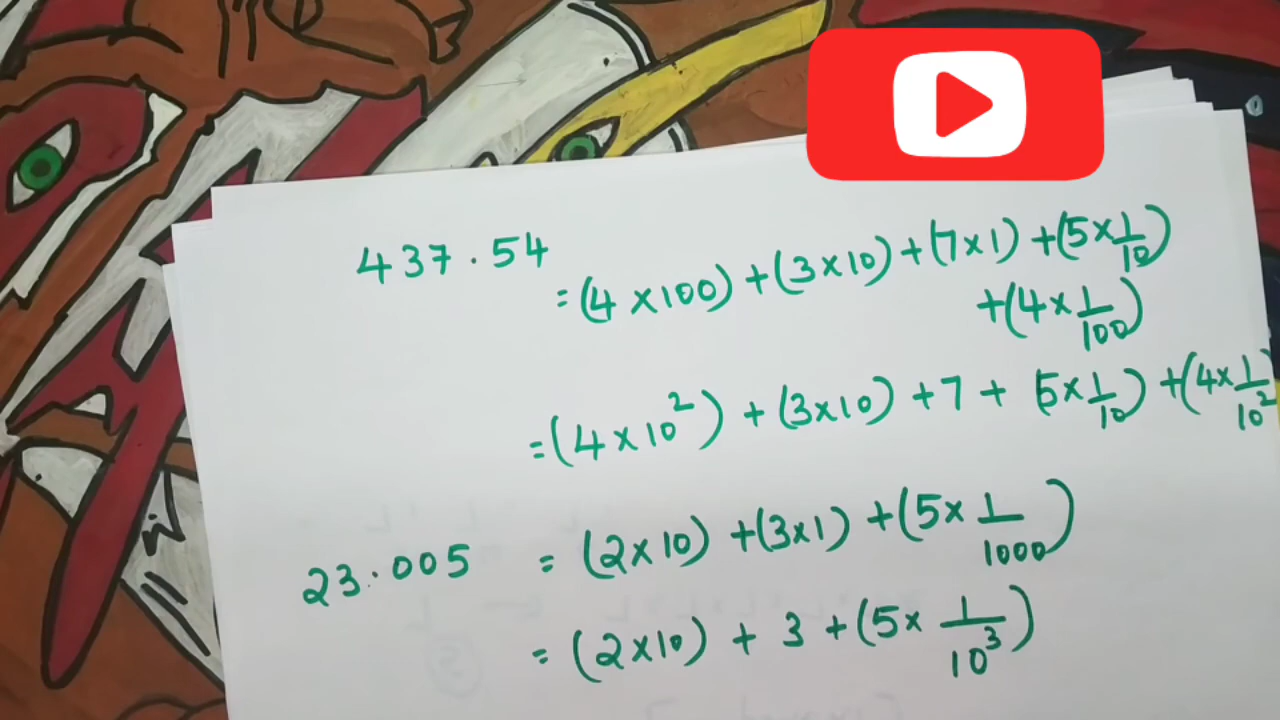 437.54
= (4 × 100) + (3 × 10) + (7 × 1) + (5 × 1/10)
+ (4 × 1/100)
= (4 × 10²) + (3 × 10) + 7 + (5 × 1/10) + (4 × 1/10²)
23.005 = (2 × 10) + (3 × 1) + (5 × 1/1000)
= (2 × 10) + 3 + (5 × 1/10³)